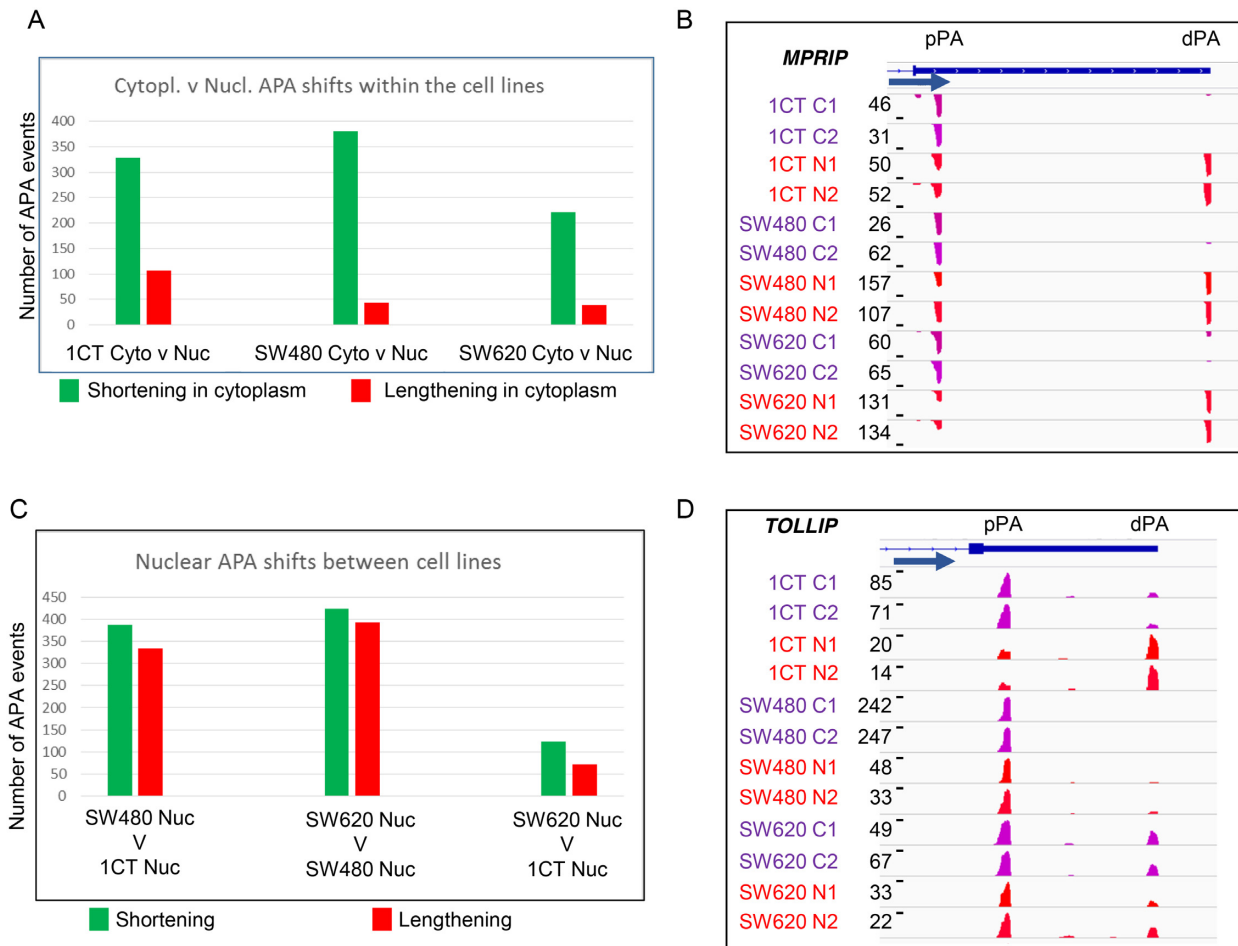 A
Cytopl. v Nucl. APA shifts within the cell lines
Number of APA events
400
350
300
250
200
150
100
50
0
1CT Cyto v Nuc
SW480 Cyto v Nuc
SW620 Cyto v Nuc
Shortening in cytoplasm
Lengthening in cytoplasm
B
MPRIP
pPA
dPA
1CT C1 46
1CT C2 31
1CT N1 50
1CT N2 52
SW480 C1 26
SW480 C2 62
SW480 N1 157
SW480 N2 107
SW620 C1 60
SW620 C2 65
SW620 N1 131
SW620 N2 134
C
Nuclear APA shifts between cell lines
Number of APA events
450
400
350
300
250
200
150
100
50
0
SW480 Nuc
V
1CT Nuc
SW620 Nuc
V
SW480 Nuc
SW620 Nuc
V
1CT Nuc
Shortening
Lengthening
D
TOLLIP
pPA
dPA
1CT C1 85
1CT C2 71
1CT N1 20
1CT N2 14
SW480 C1 242
SW480 C2 247
SW480 N1 48
SW480 N2 33
SW620 C1 49
SW620 C2 67
SW620 N1 33
SW620 N2 22